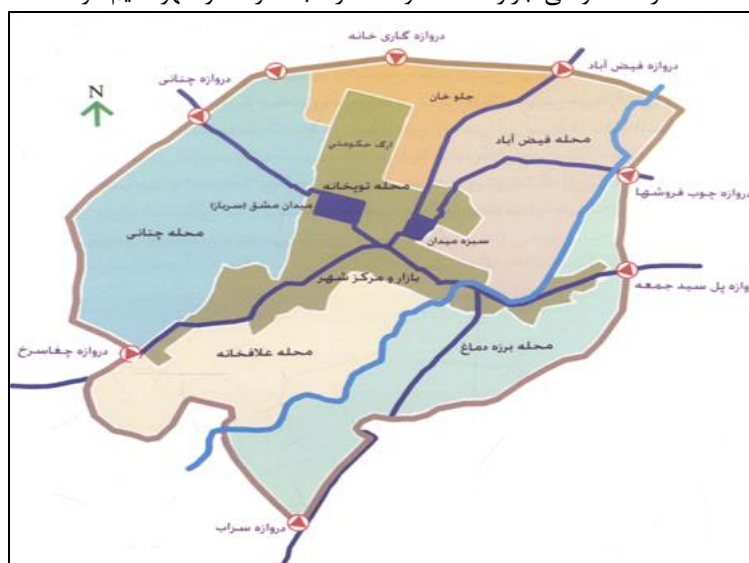 دروازه گاری خانه
دروازه فیض آباد
دروازه چنانی
N
جلو خان
ارگ حکومتی
محله فیض آباد
محله توپخانه
دروازه چوب فروشها
میدان مشق (سرباز)
محله چنانی
سبزه میدان
بازار و مرکز شهر
وازه پل سید جمعه
دروازه چغاسرخ
محله علافخانه
محله برزه دماغ
دروازه سراب